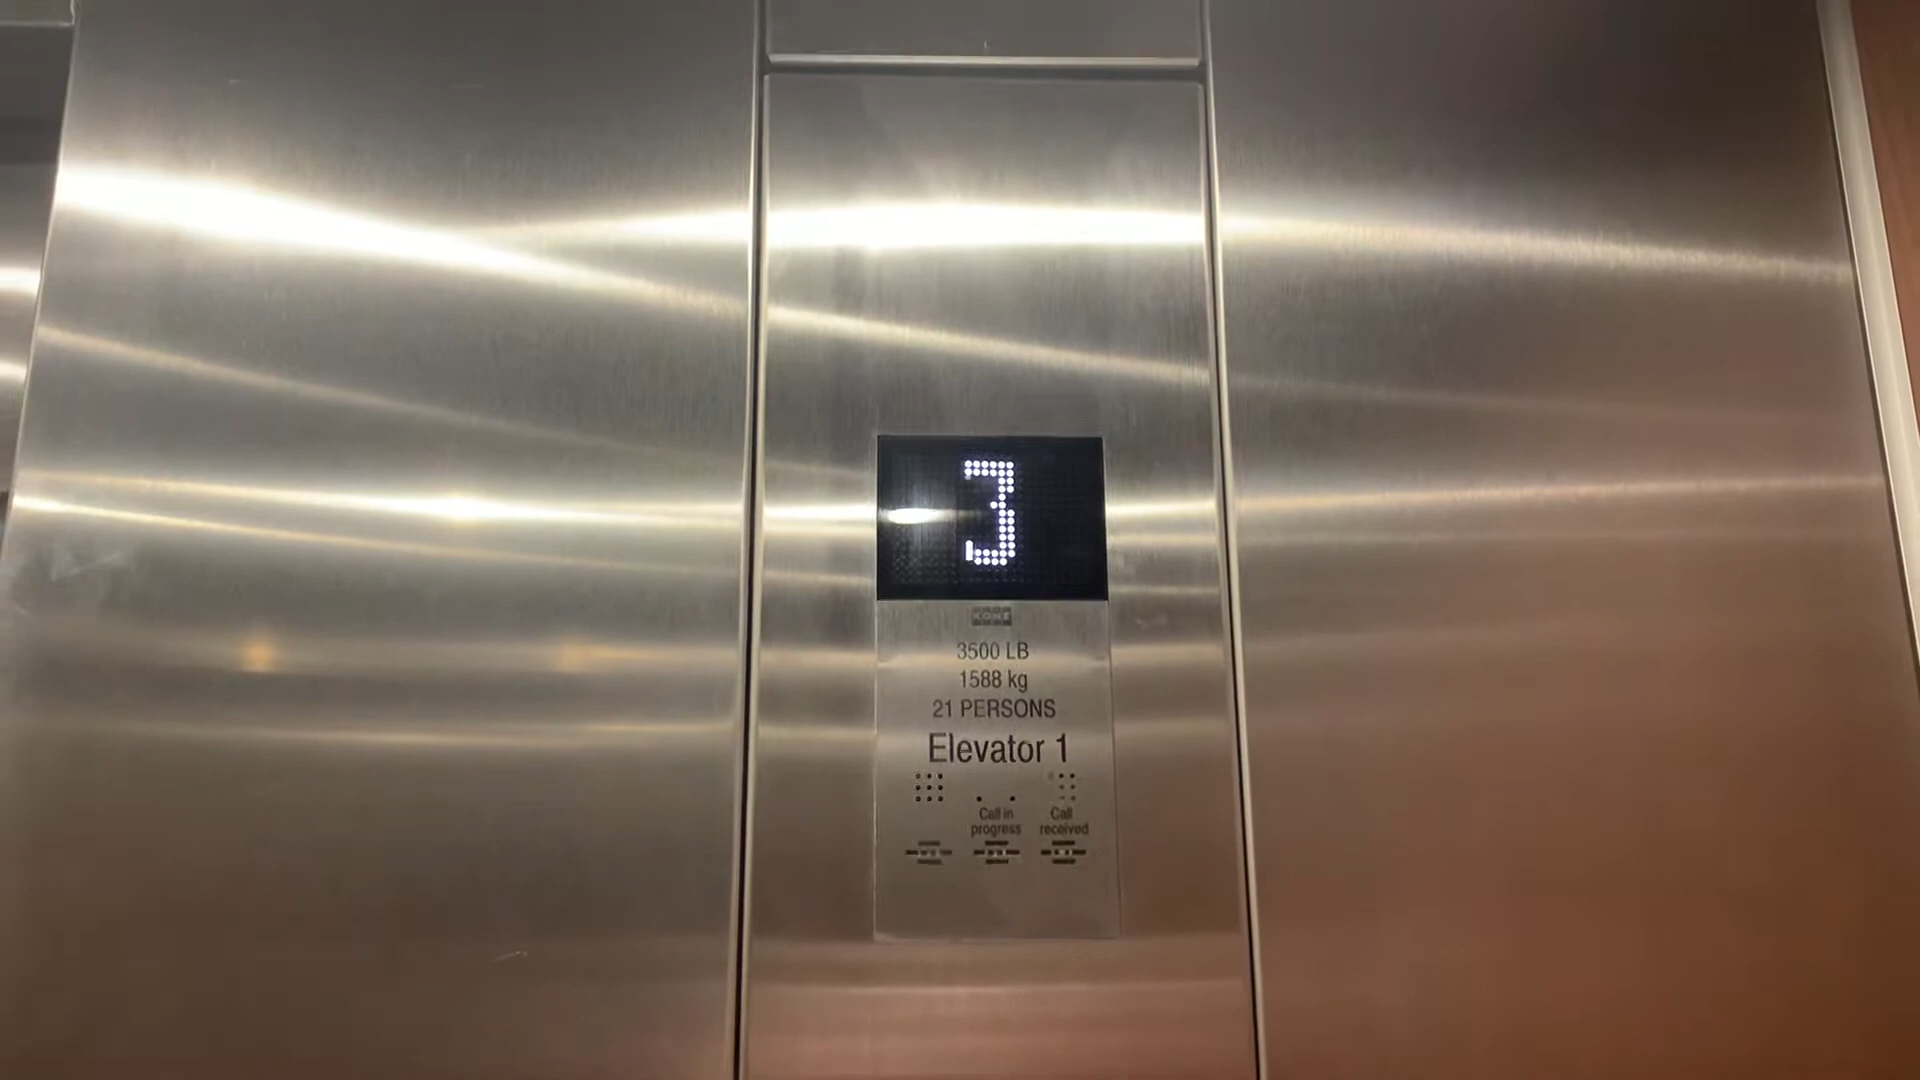 3
KONE
3500 LB
1588 kg
21 PERSONS
Elevator 1
Call in
progress
Call
received